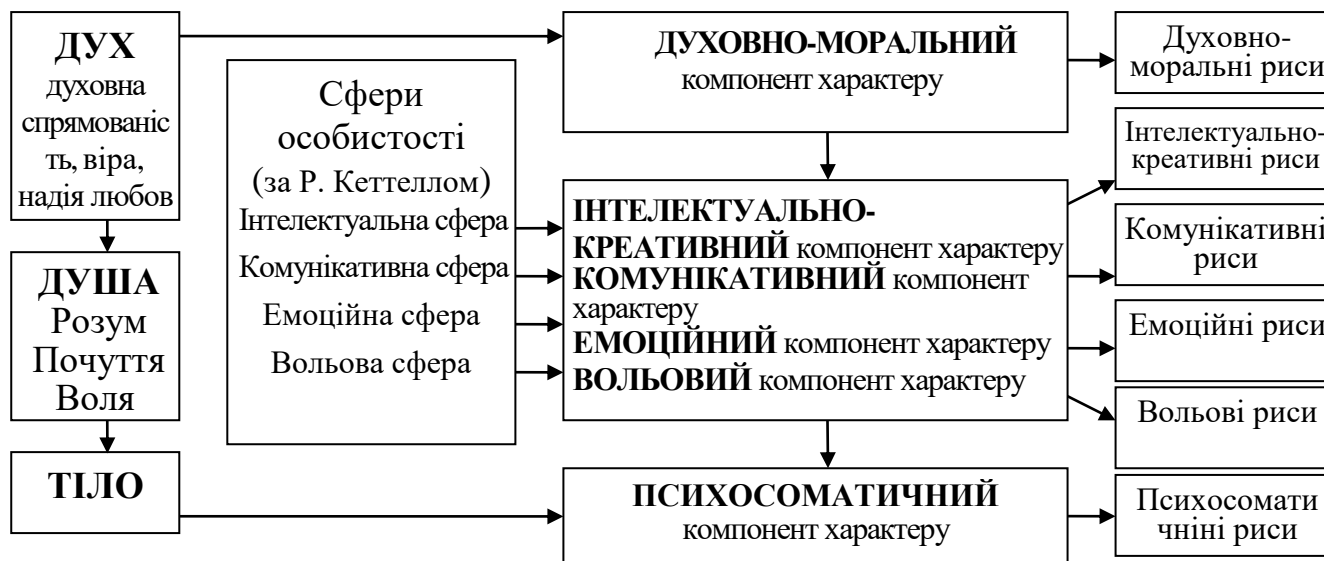 ДУХ
духовна
спрямованіс
ть, віра,
надія любов
ДУША
Розум
Почуття
Воля
ТІЛО
Сфери
особистості
(за Р. Кеттеллом)
Інтелектуальна сфера
Комунікативна сфера
Емоційна сфера
Вольова сфера
ДУХОВНО-МОРАЛЬНИЙ
компонент характеру
ІНТЕЛЕКТУАЛЬНО-
КРЕАТИВНИЙ компонент характеру
КОМУНІКАТИВНИЙ компонент
характеру
ЕМОЦІЙНИЙ компонент характеру
ВОЛЬОВИЙ компонент характеру
ПСИХОСОМАТИЧНИЙ
компонент характеру
Духовно-
моральні риси
Інтелектуально-
креативні риси
Комунікативні
риси
Емоційні риси
Вольові риси
Психосомати
чніні риси